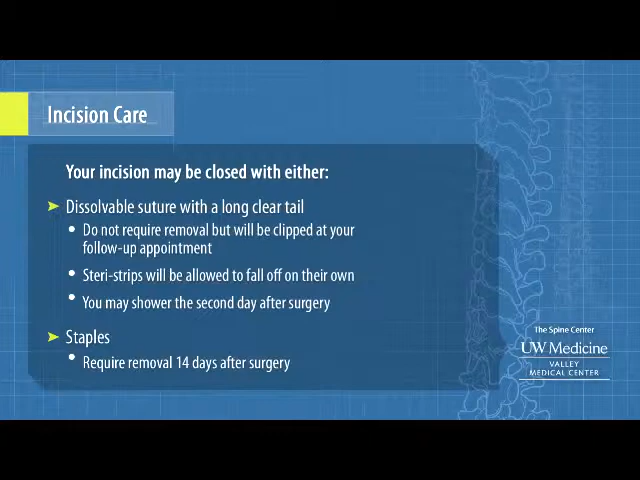 Incision Care
Your incision may be closed with either:
Dissolvable suture with a long clear tail
• Do not require removal but will be clipped at your
follow-up appointment
• Steri-strips will be allowed to fall off on their own
• You may shower the second day after surgery
Staples
• Require removal 14 days after surgery
The Spine Center
UW Medicine
VALLEY
MEDICAL CENTER